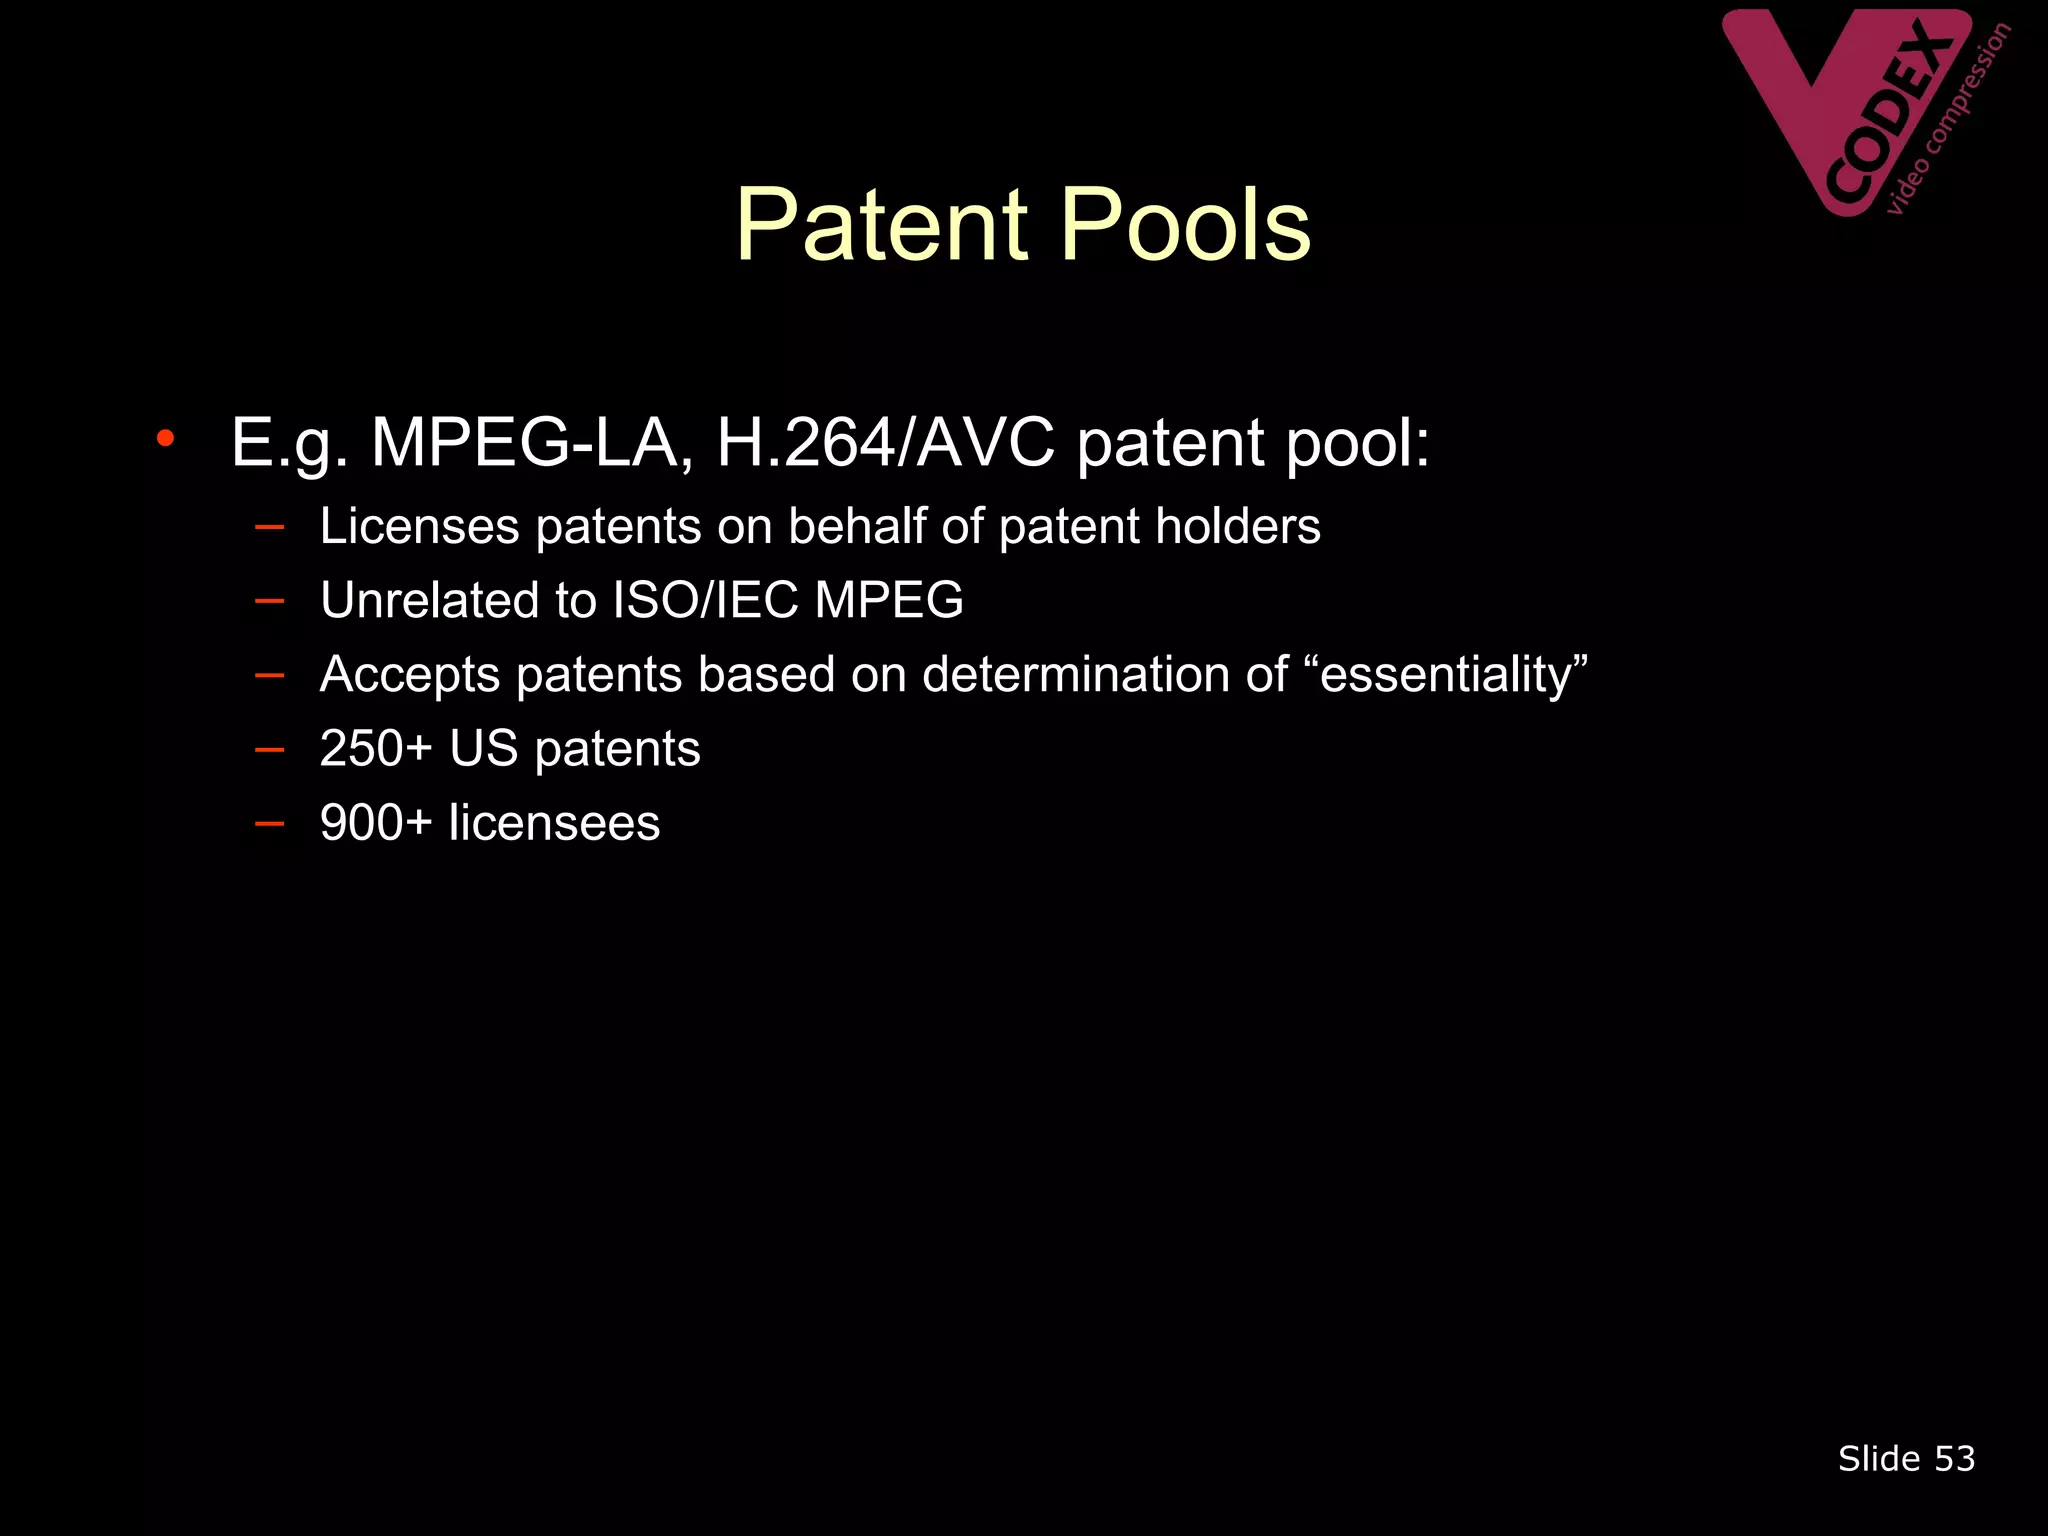 VCODEX
video compression
Patent Pools
• E.g. MPEG-LA, H.264/AVC patent pool:
– Licenses patents on behalf of patent holders
– Unrelated to ISO/IEC MPEG
– Accepts patents based on determination of “essentiality”
– 250+ US patents
– 900+ licensees
Slide 53